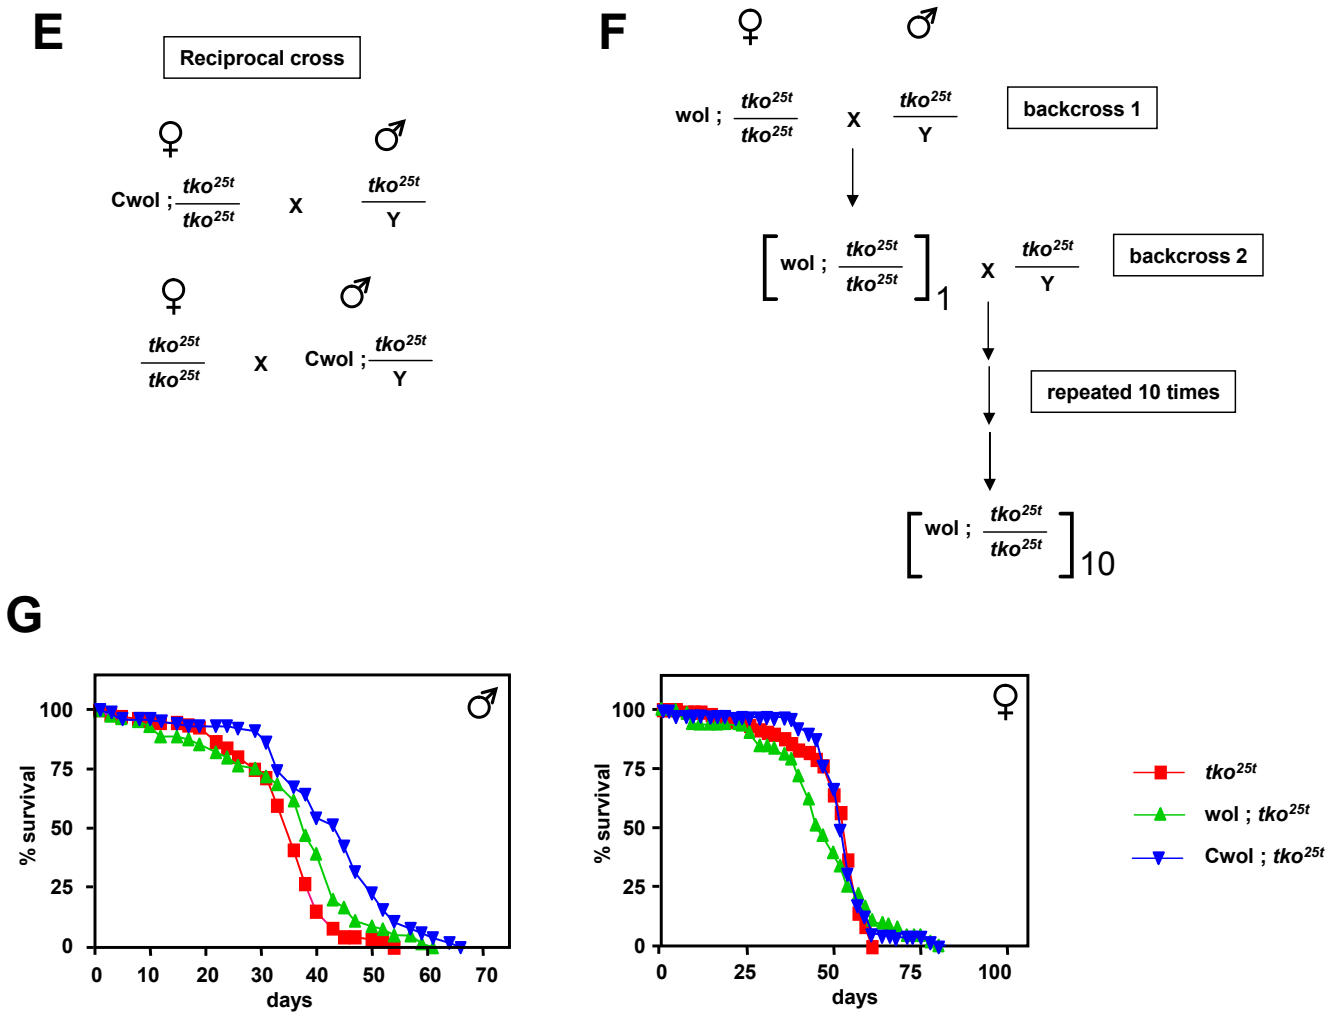 E
Reciprocal cross
♀ ♂
Cwol ; tko25t / tko25t X tko25t / Y
♀ ♂
tko25t / tko25t X Cwol ; tko25t / Y
F
♀ ♂
wol ; tko25t / tko25t X tko25t / Y backcross 1
[ wol ; tko25t / tko25t ]1 X tko25t / Y backcross 2
repeated 10 times
[ wol ; tko25t / tko25t ]10
G
♂
% survival
100
75
50
25
0
0 10 20 30 40 50 60 70
days
♀
% survival
100
75
50
25
0
0 25 50 75 100
days
tko25t
wol ; tko25t
Cwol ; tko25t